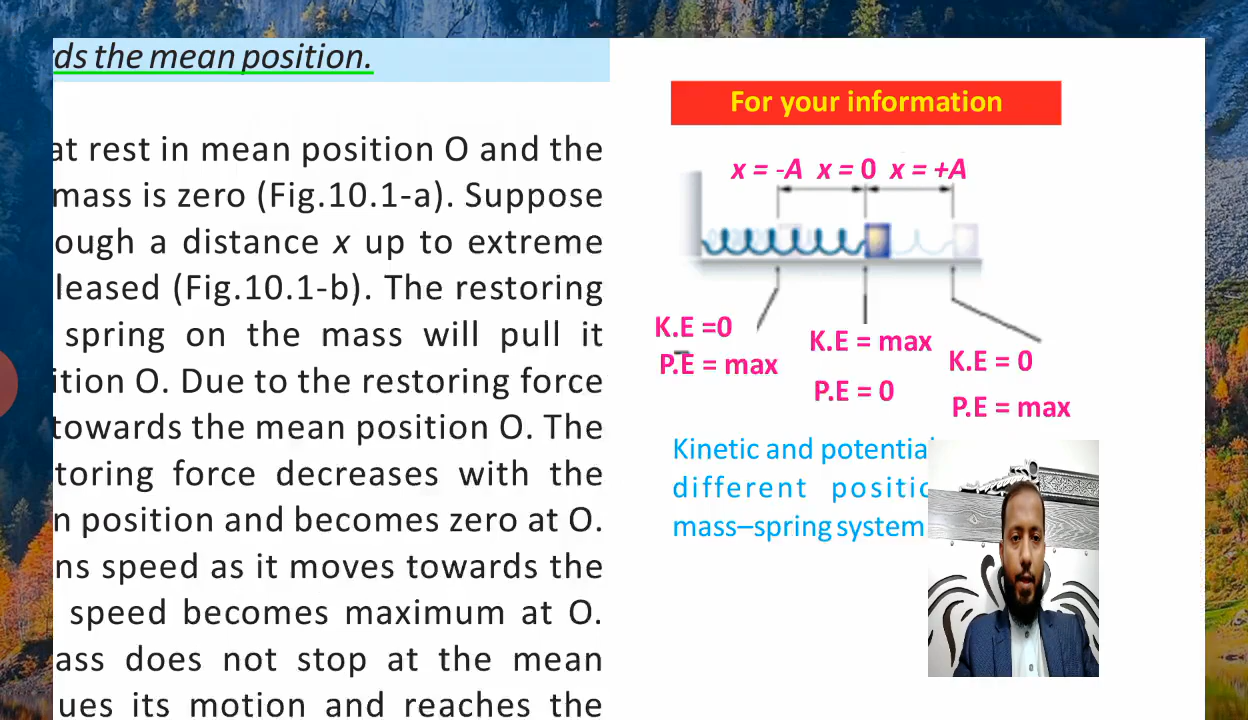 ds the mean position.
at rest in mean position O and the
mass is zero (Fig.10.1-a). Suppose
ough a distance x up to extreme
leased (Fig.10.1-b). The restoring
spring on the mass will pull it
ition O. Due to the restoring force
towards the mean position O. The
toring force decreases with the
n position and becomes zero at O.
ns speed as it moves towards the
speed becomes maximum at O.
ass does not stop at the mean
ues its motion and reaches the
For your information
x = -A x = 0 x = +A
K.E =0
P.E = max
K.E = max
P.E = 0
K.E = 0
P.E = max
Kinetic and potential
different positio
mass–spring system